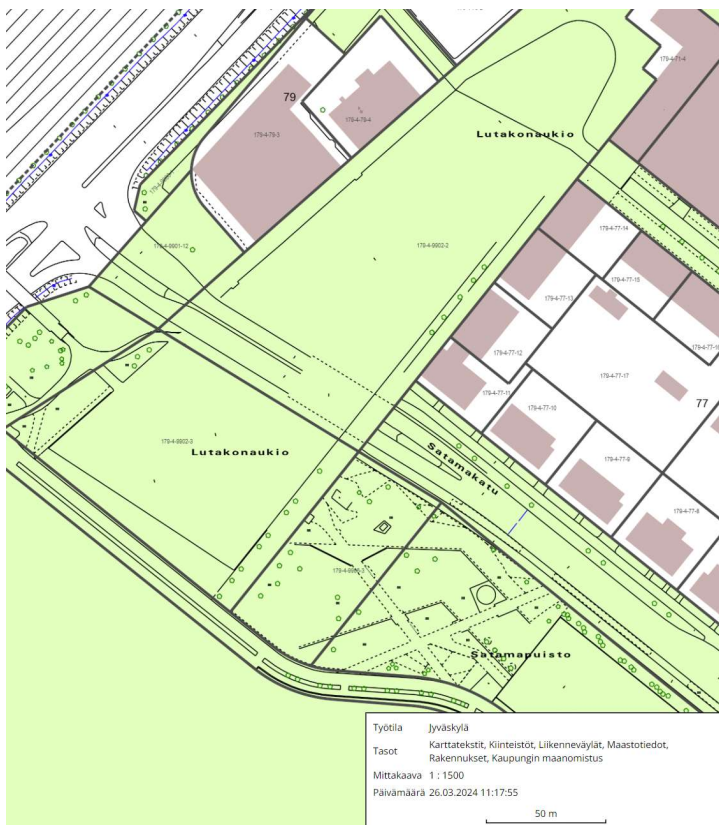 79
179-4-79-3
179-4-79-4
Lutakonaukio
179-4-71-4
179-4-9901-12
179-4-9902-2
179-4-77-14
179-4-77-15
179-4-77-13
179-4-77-16
179-4-77-12
179-4-77-17
179-4-77-11
77
179-4-77-10
179-4-9902-3
Lutakonaukio
Satamakatu
179-4-77-9
179-4-77-8
Satamapuisto
Työtila Jyväskylä
Tasot Karttatekstit, Kiinteistöt, Liikenneväylät, Maastotiedot,
Rakennukset, Kaupungin maanomistus
Mittakaava 1 : 1500
Päivämäärä 26.03.2024 11:17:55
50 m